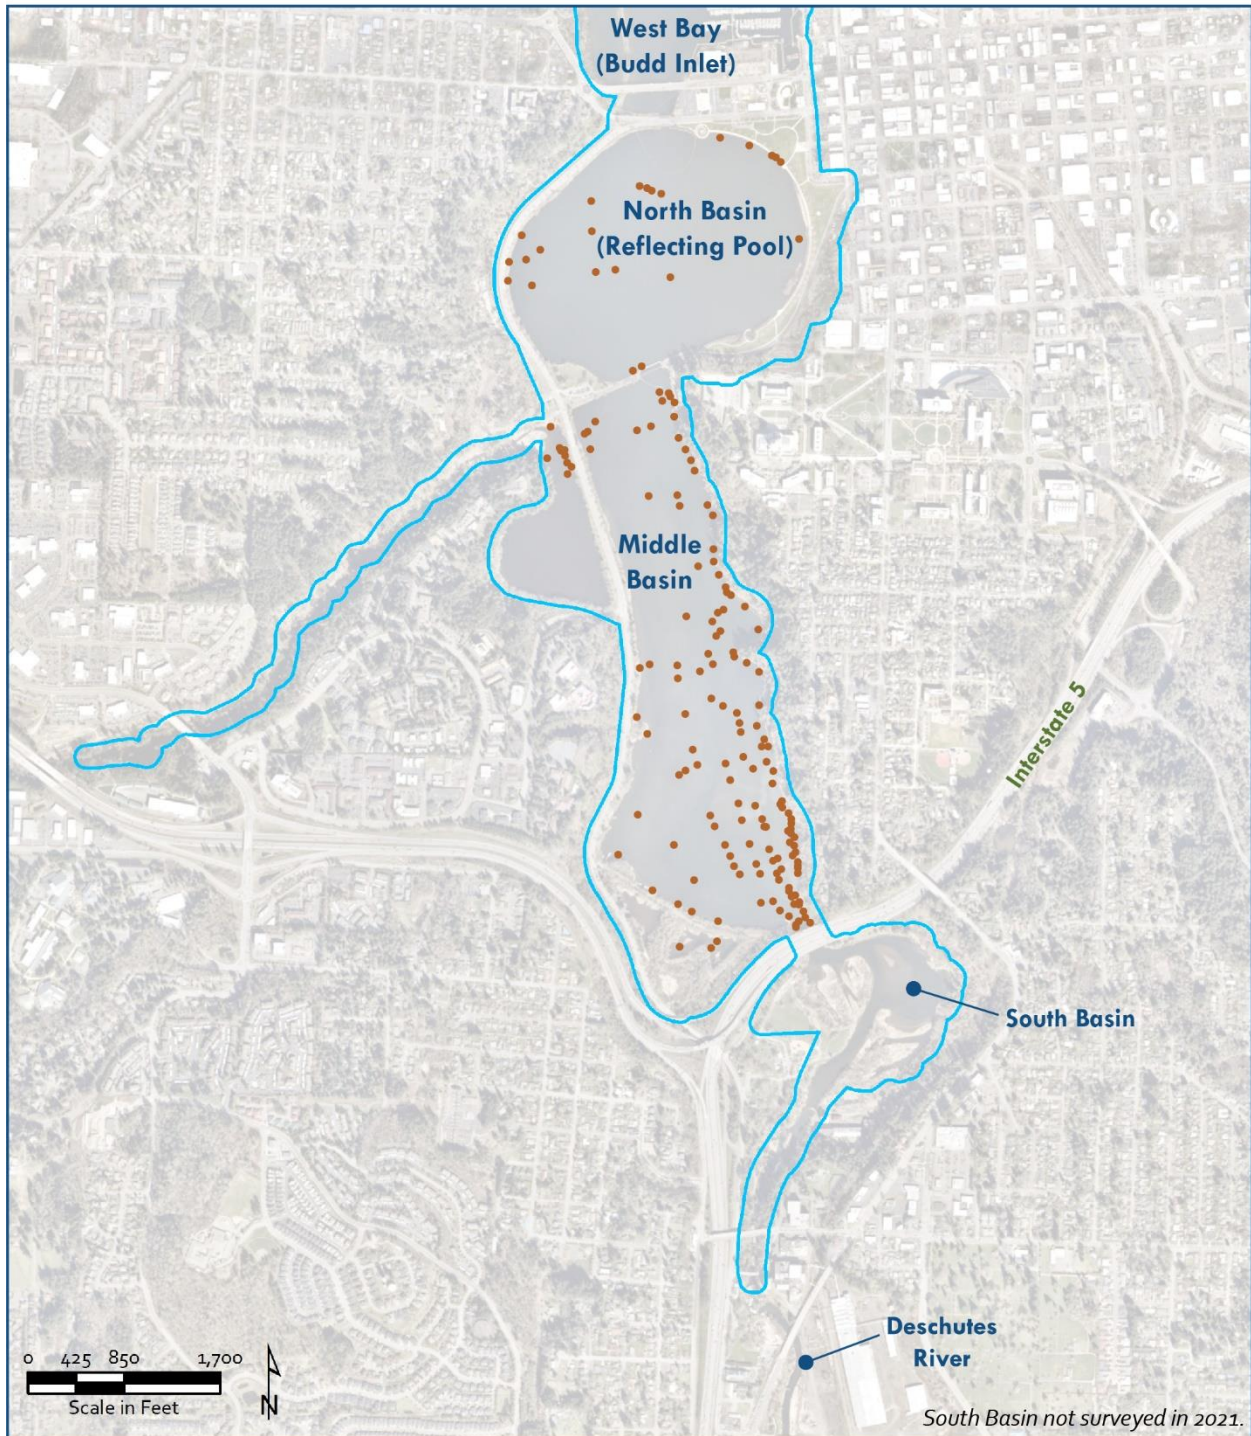 West Bay
(Budd Inlet)
North Basin
(Reflecting Pool)
Middle
Basin
Interstate 5
South Basin
Deschutes
River
0 425 850 1,700
Scale in Feet
N
South Basin not surveyed in 2021.